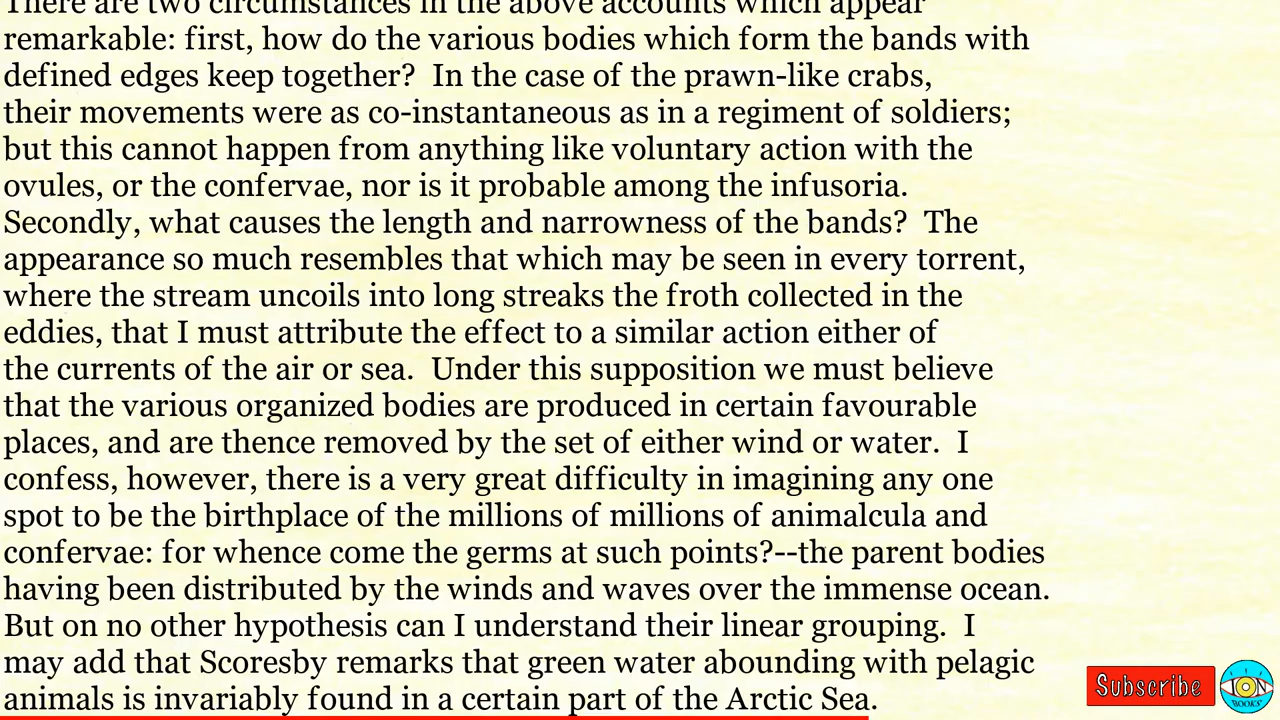 There are two circumstances in the above accounts which appear
remarkable: first, how do the various bodies which form the bands with
defined edges keep together?  In the case of the prawn-like crabs,
their movements were as co-instantaneous as in a regiment of soldiers;
but this cannot happen from anything like voluntary action with the
ovules, or the confervae, nor is it probable among the infusoria.
Secondly, what causes the length and narrowness of the bands?  The
appearance so much resembles that which may be seen in every torrent,
where the stream uncoils into long streaks the froth collected in the
eddies, that I must attribute the effect to a similar action either of
the currents of the air or sea.  Under this supposition we must believe
that the various organized bodies are produced in certain favourable
places, and are thence removed by the set of either wind or water.  I
confess, however, there is a very great difficulty in imagining any one
spot to be the birthplace of the millions of millions of animalcula and
confervae: for whence come the germs at such points?--the parent bodies
having been distributed by the winds and waves over the immense ocean.
But on no other hypothesis can I understand their linear grouping.  I
may add that Scoresby remarks that green water abounding with pelagic
animals is invariably found in a certain part of the Arctic Sea.
Subscribe
ION
BOOKS